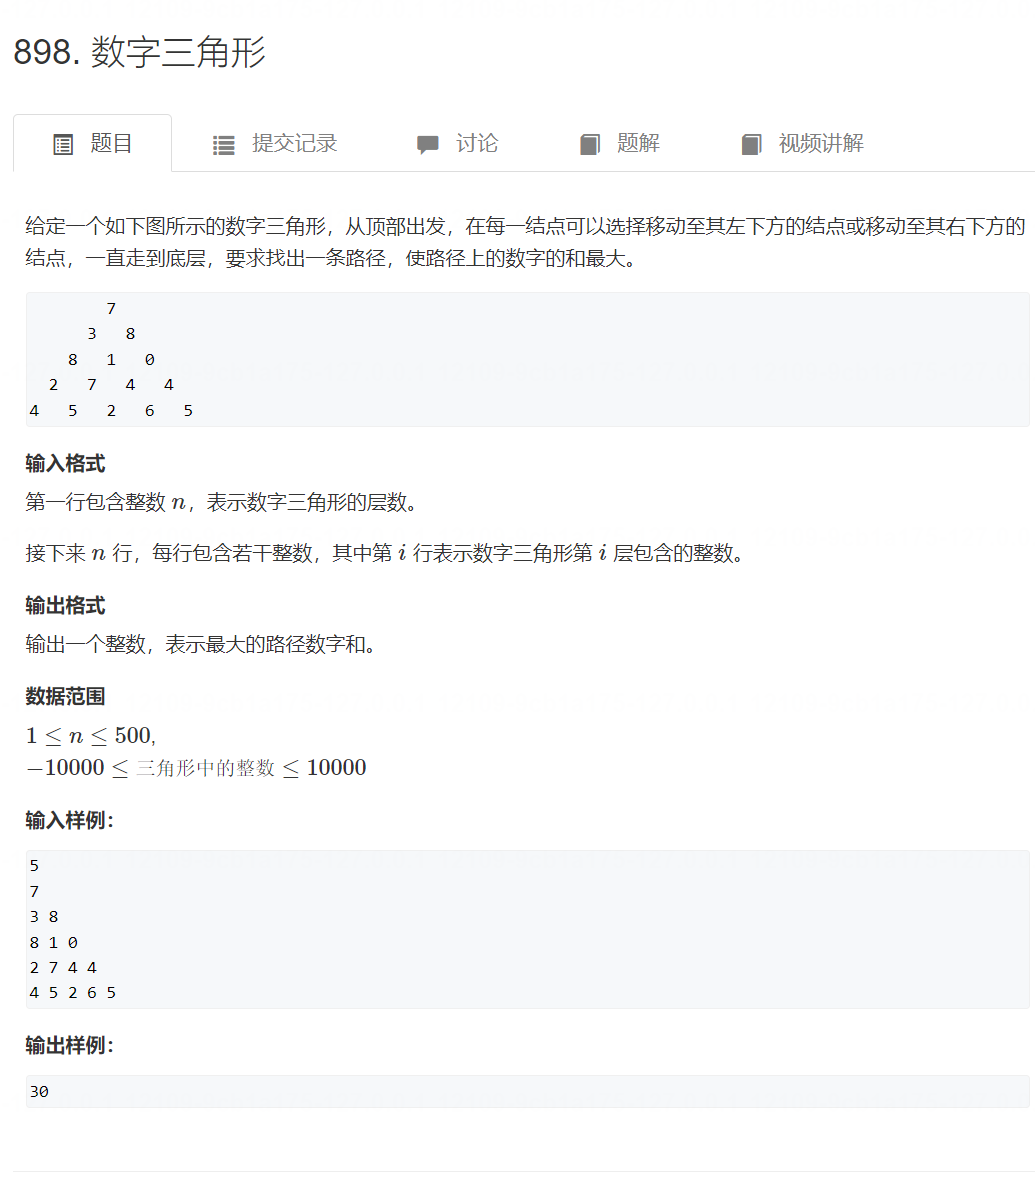 898. 数字三角形
题目 提交记录 讨论 题解 视频讲解
给定一个如下图所示的数字三角形，从顶部出发，在每一结点可以选择移动至其左下方的结点或移动至其右下方的
结点，一直走到底层，要求找出一条路径，使路径上的数字的和最大。
7
3 8
8 1 0
2 7 4 4
4 5 2 6 5
输入格式
第一行包含整数 n，表示数字三角形的层数。
接下来 n 行，每行包含若干整数，其中第 i 行表示数字三角形第 i 层包含的整数。
输出格式
输出一个整数，表示最大的路径数字和。
数据范围
1 ≤ n ≤ 500,
−10000 ≤ 三角形中的整数 ≤ 10000
输入样例：
5
7
3 8
8 1 0
2 7 4 4
4 5 2 6 5
输出样例：
30